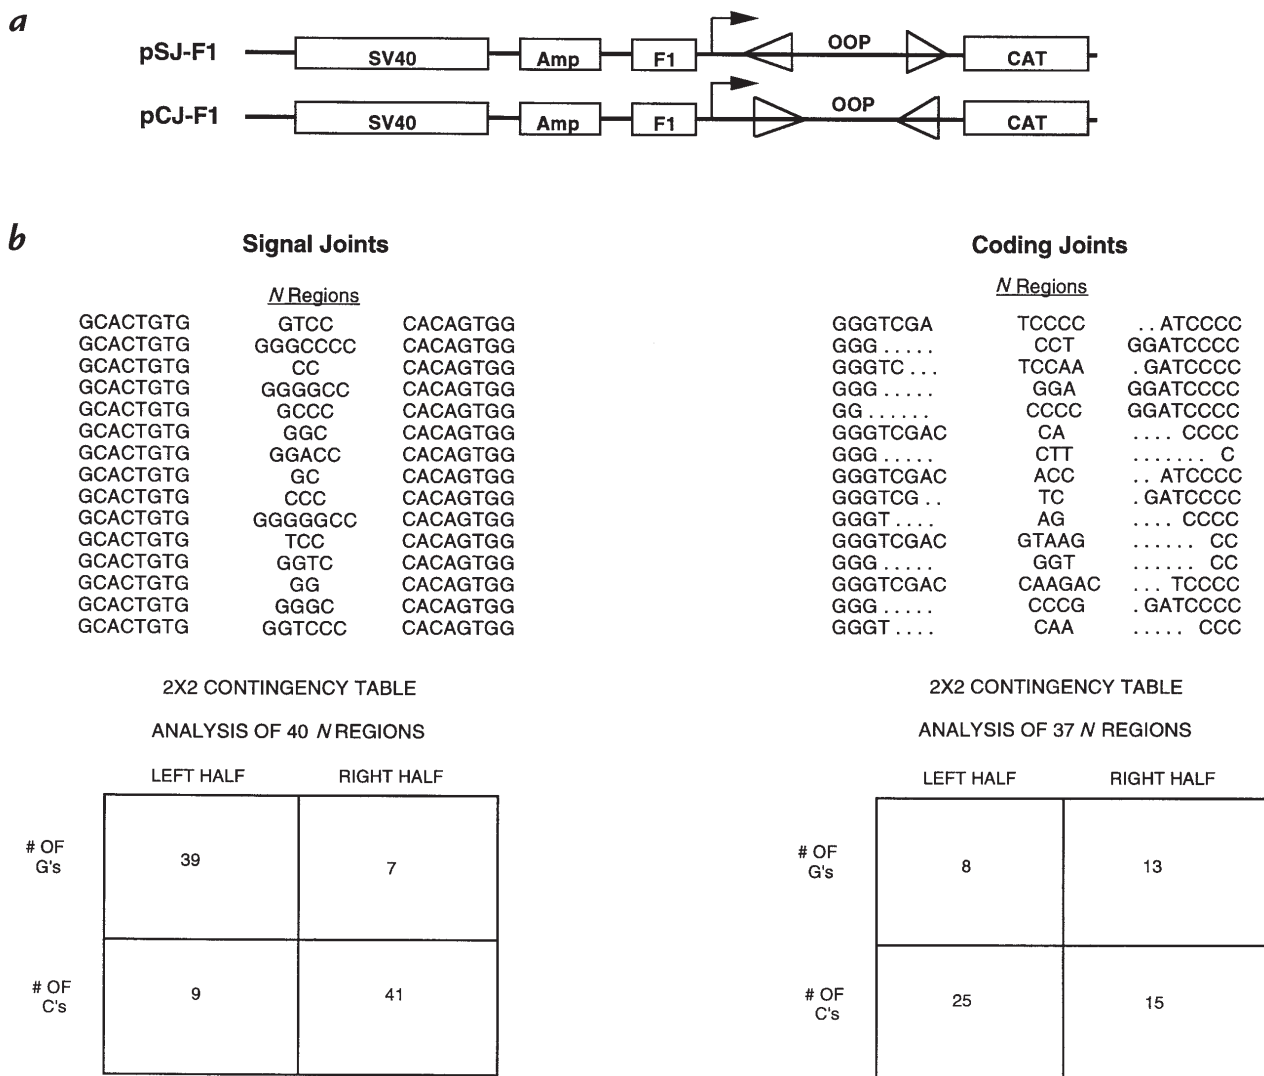 a
pSJ-F1 SV40 Amp F1 OOP CAT
pCJ-F1 SV40 Amp F1 OOP CAT
b
Signal Joints
N Regions
GCACTGTG GTCC CACAGTGG
GCACTGTG GGGCCCC CACAGTGG
GCACTGTG CC CACAGTGG
GCACTGTG GGGGCC CACAGTGG
GCACTGTG GCCC CACAGTGG
GCACTGTG GGC CACAGTGG
GCACTGTG GGACC CACAGTGG
GCACTGTG GC CACAGTGG
GCACTGTG CCC CACAGTGG
GCACTGTG GGGGGCC CACAGTGG
GCACTGTG TCC CACAGTGG
GCACTGTG GGTC CACAGTGG
GCACTGTG GG CACAGTGG
GCACTGTG GGGC CACAGTGG
GCACTGTG GGTCCC CACAGTGG
2X2 CONTINGENCY TABLE
ANALYSIS OF 40 N REGIONS
LEFT HALF RIGHT HALF
# OF G's 39 7
# OF C's 9 41
Coding Joints
N Regions
GGGTCGA TCCCC . . ATCCCC
GGG . . . . . CCT GGATCCCC
GGGTC . . . TCCAA . GATCCCC
GGG . . . . . GGA GGATCCCC
GG . . . . . . CCCC GGATCCCC
GGGTCGAC CA . . . . CCCC
GGG . . . . . CTT . . . . . . . C
GGGTCGAC ACC . . ATCCCC
GGGTCG . . TC . GATCCCC
GGGT . . . . AG . . . . CCCC
GGGTCGAC GTAAG . . . . . . CC
GGG . . . . . GGT . . . . . . CC
GGGTCGAC CAAGAC . . . TCCCC
GGG . . . . . CCCG . GATCCCC
GGGT . . . . CAA . . . . . CCC
2X2 CONTINGENCY TABLE
ANALYSIS OF 37 N REGIONS
LEFT HALF RIGHT HALF
# OF G's 8 13
# OF C's 25 15